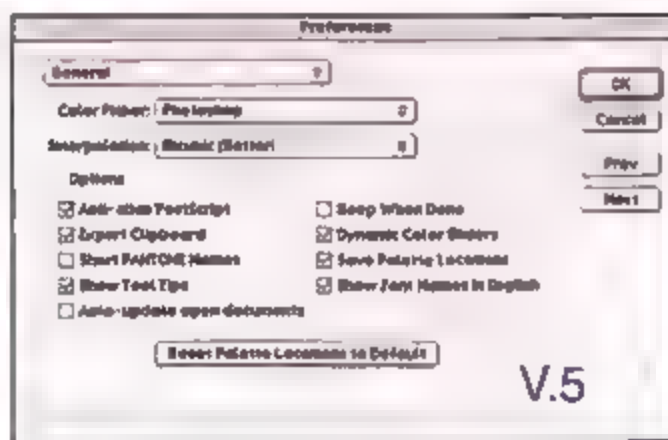 Preferences
General
Color Picker: Photoshop
Interpolation: Bicubic (Better)
Options
Anti-alias PostScript
Export Clipboard
Short PANTONE Names
Show Tool Tips
Auto-update open documents
Beep When Done
Dynamic Color Sliders
Save Palette Locations
Show Font Names in English
Reset Palette Locations to Default
OK
Cancel
Prev
Next
V.5